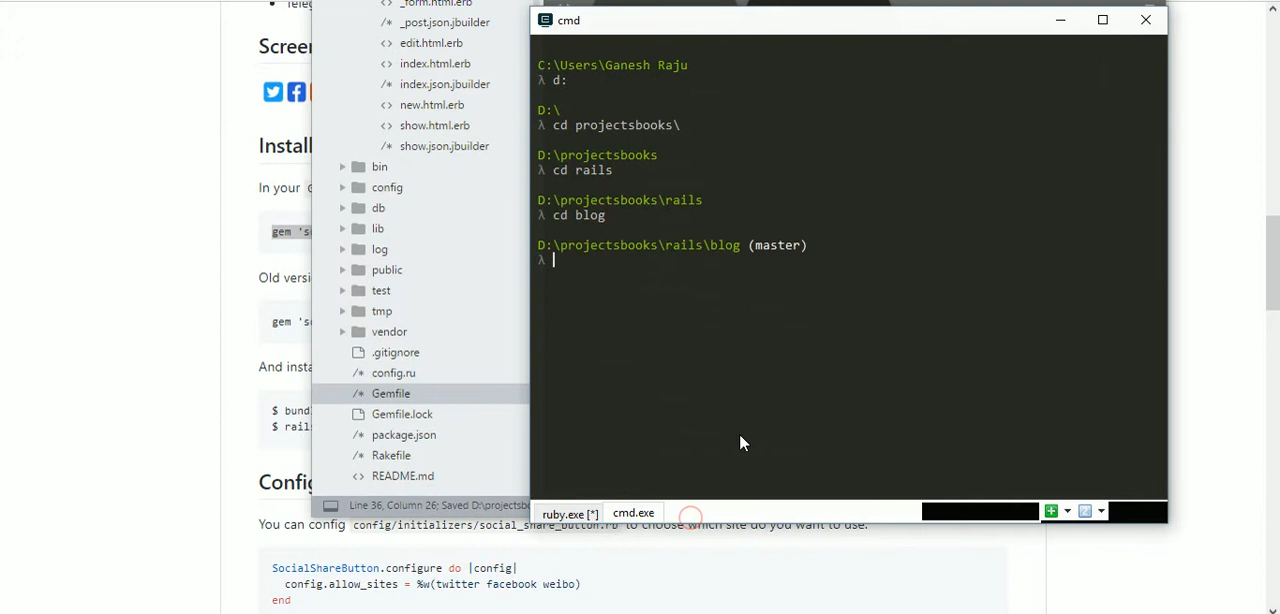 Screen
Install
In your G
gem 'so
Old versi
gem 'so
And insta
$ bund
$ rail
Config
You can config config/initializers/social_share_button.rb to choose which site do you want to use.
SocialShareButton.configure do |config|
config.allow_sites = %w(twitter facebook weibo)
end
_form.html.erb
_post.json.jbuilder
edit.html.erb
index.html.erb
index.json.jbuilder
new.html.erb
show.html.erb
show.json.jbuilder
bin
config
db
lib
log
public
test
tmp
vendor
.gitignore
config.ru
Gemfile
Gemfile.lock
package.json
Rakefile
README.md
Line 36, Column 26; Saved D:\projectsbo
cmd
C:\Users\Ganesh Raju
λ d:
D:\
λ cd projectsbooks\
D:\projectsbooks
λ cd rails
D:\projectsbooks\rails
λ cd blog
D:\projectsbooks\rails\blog (master)
λ
ruby.exe [*]
cmd.exe